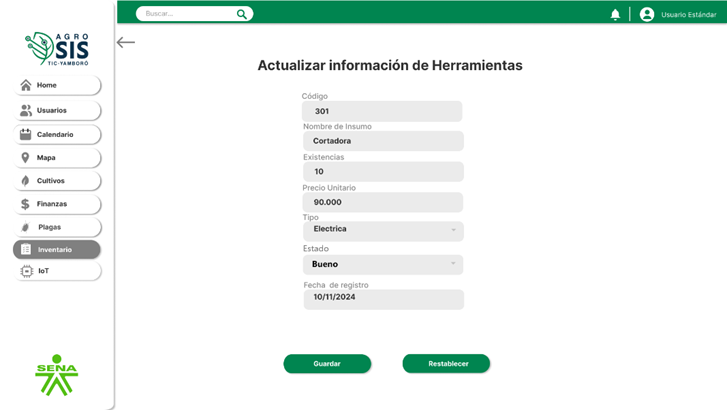 Buscar...
Usuario Estándar
AGRO
SIS
TIC-YAMBORÓ
Home
Usuarios
Calendario
Mapa
Cultivos
Finanzas
Plagas
Inventario
IoT
SENA
Actualizar información de Herramientas
Código
301
Nombre de Insumo
Cortadora
Existencias
10
Precio Unitario
90.000
Tipo
Electrica
Estado
Bueno
Fecha de registro
10/11/2024
Guardar
Restablecer